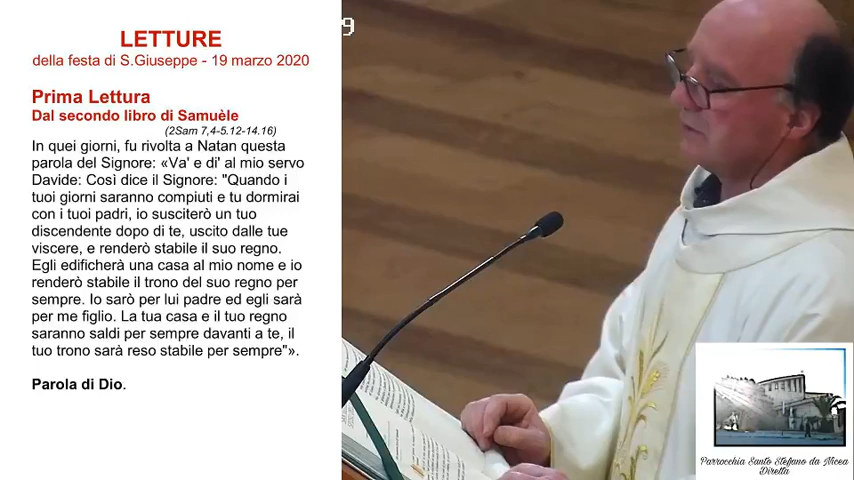 LETTURE
della festa di S.Giuseppe - 19 marzo 2020
Prima Lettura
Dal secondo libro di Samuèle
(2Sam 7,4-5.12-14.16)
In quei giorni, fu rivolta a Natan questa
parola del Signore: «Va' e di' al mio servo
Davide: Così dice il Signore: "Quando i
tuoi giorni saranno compiuti e tu dormirai
con i tuoi padri, io susciterò un tuo
discendente dopo di te, uscito dalle tue
viscere, e renderò stabile il suo regno.
Egli edificherà una casa al mio nome e io
renderò stabile il trono del suo regno per
sempre. Io sarò per lui padre ed egli sarà
per me figlio. La tua casa e il tuo regno
saranno saldi per sempre davanti a te, il
tuo trono sarà reso stabile per sempre"».
Parola di Dio.
9
Parrocchia Santo Stefano da Nicea
Diretta